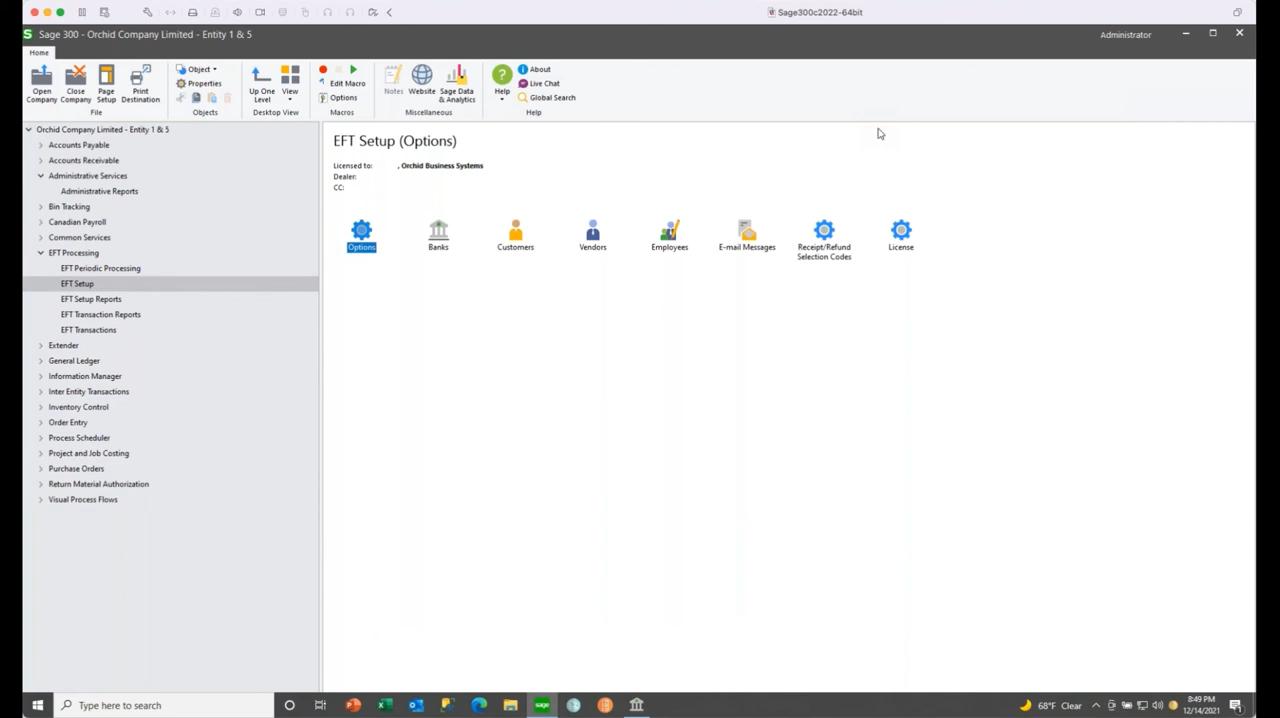 Sage300c2022-64bit
Sage 300 - Orchid Company Limited - Entity 1 & 5
Administrator
Home
Open Company
Close Company
Page Setup
Print Destination
File
Object
Properties
Objects
Up One Level
View
Desktop View
Edit Macro
Options
Macros
Notes
Website
Sage Data & Analytics
Miscellaneous
Help
About
Live Chat
Global Search
Help
Orchid Company Limited - Entity 1 & 5
Accounts Payable
Accounts Receivable
Administrative Services
Administrative Reports
Bin Tracking
Canadian Payroll
Common Services
EFT Processing
EFT Periodic Processing
EFT Setup
EFT Setup Reports
EFT Transaction Reports
EFT Transactions
Extender
General Ledger
Information Manager
Inter Entity Transactions
Inventory Control
Order Entry
Process Scheduler
Project and Job Costing
Purchase Orders
Return Material Authorization
Visual Process Flows
EFT Setup (Options)
Licensed to: , Orchid Business Systems
Dealer:
CC:
Options
Banks
Customers
Vendors
Employees
E-mail Messages
Receipt/Refund
Selection Codes
License
Type here to search
sage
68°F Clear
8:49 PM
12/14/2021
1